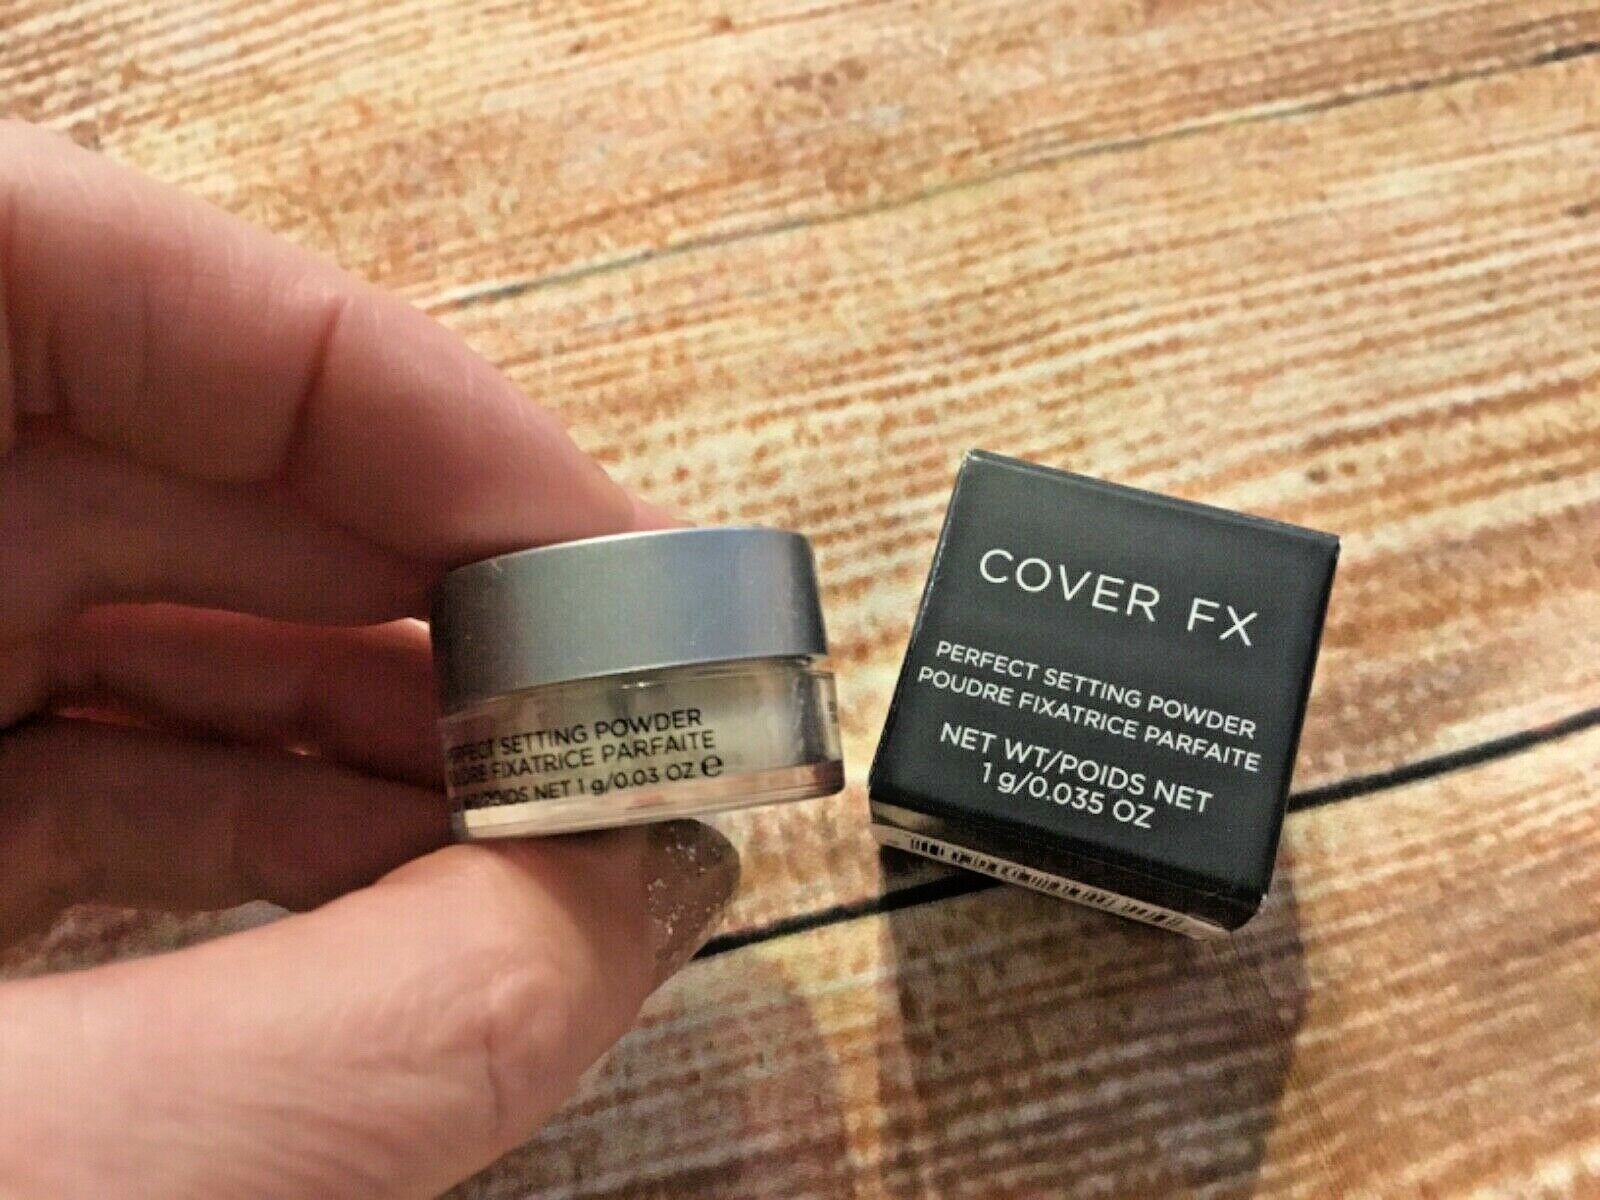 PERFECT SETTING POWDER
FIXATRICE PARFAITE
NET 1 g/0.03 OZ ℮
COVER FX
PERFECT SETTING POWDER
POUDRE FIXATRICE PARFAITE
NET WT/POIDS NET
1 g/0.035 OZ